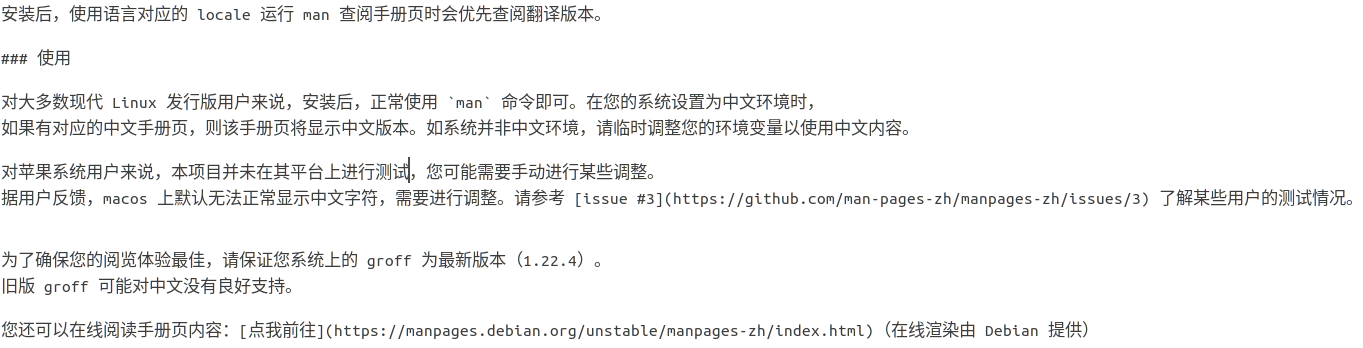 安装后，使用语言对应的 locale 运行 man 查阅手册页时会优先查阅翻译版本。
### 使用
对大多数现代 Linux 发行版用户来说，安装后，正常使用 `man` 命令即可。在您的系统设置为中文环境时，
如果有对应的中文手册页，则该手册页将显示中文版本。如系统并非中文环境，请临时调整您的环境变量以使用中文内容。
对苹果系统用户来说，本项目并未在其平台上进行测试，您可能需要手动进行某些调整。
据用户反馈，macos 上默认无法正常显示中文字符，需要进行调整。请参考 [issue #3](https://github.com/man-pages-zh/manpages-zh/issues/3) 了解某些用户的测试情况。
为了确保您的阅览体验最佳，请保证您系统上的 groff 为最新版本（1.22.4）。
旧版 groff 可能对中文没有良好支持。
您还可以在线阅读手册页内容：[点我前往](https://manpages.debian.org/unstable/manpages-zh/index.html)（在线渲染由 Debian 提供）